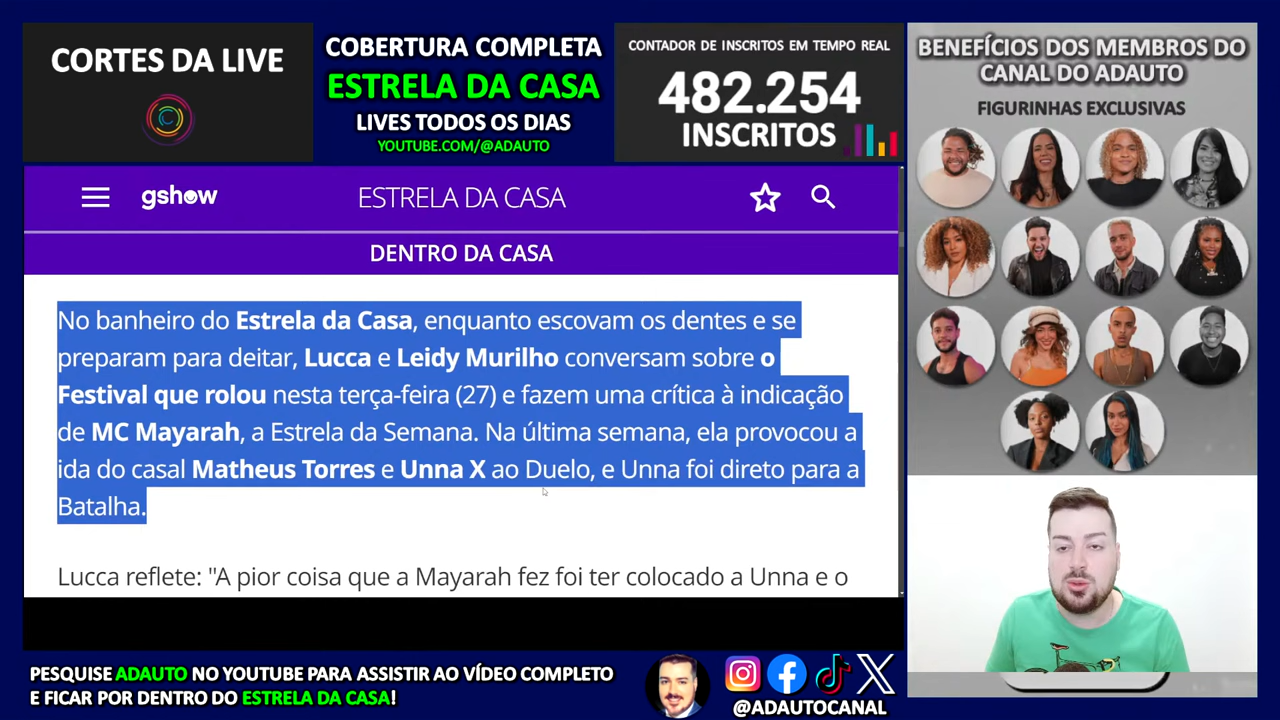 CORTES DA LIVE
COBERTURA COMPLETA
ESTRELA DA CASA
LIVES TODOS OS DIAS
YOUTUBE.COM/@ADAUTO
CONTADOR DE INSCRITOS EM TEMPO REAL
482.254
INSCRITOS
BENEFÍCIOS DOS MEMBROS DO
CANAL DO ADAUTO
FIGURINHAS EXCLUSIVAS
gshow
ESTRELA DA CASA
DENTRO DA CASA
No banheiro do Estrela da Casa, enquanto escovam os dentes e se
preparam para deitar, Lucca e Leidy Murilho conversam sobre o
Festival que rolou nesta terça-feira (27) e fazem uma crítica à indicação
de MC Mayarah, a Estrela da Semana. Na última semana, ela provocou a
ida do casal Matheus Torres e Unna X ao Duelo, e Unna foi direto para a
Batalha.
Lucca reflete: "A pior coisa que a Mayarah fez foi ter colocado a Unna e o
PESQUISE ADAUTO NO YOUTUBE PARA ASSISTIR AO VÍDEO COMPLETO
E FICAR POR DENTRO DO ESTRELA DA CASA!
@ADAUTOCANAL